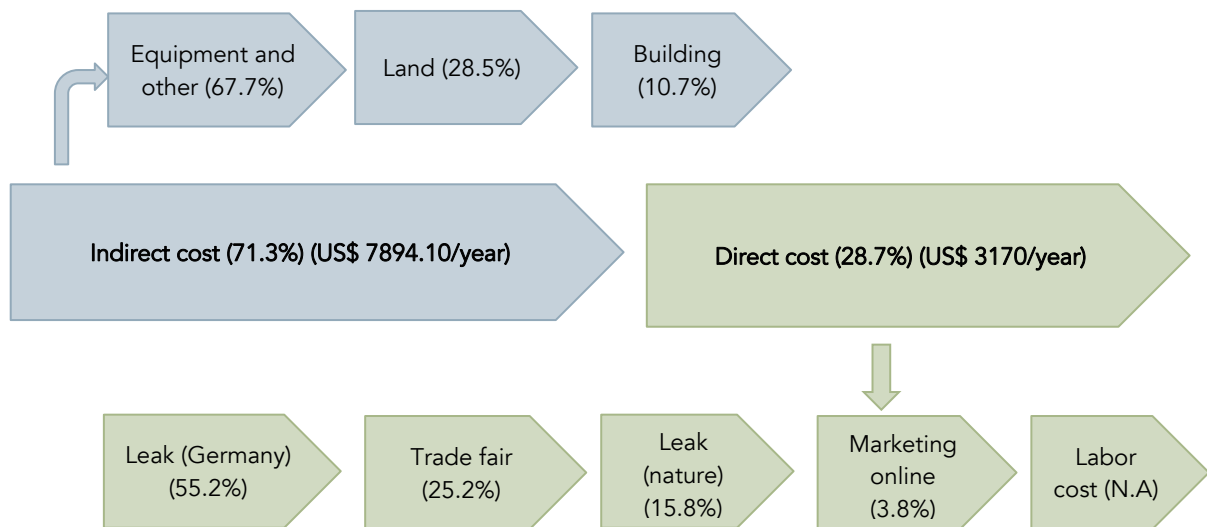 Equipment and
other (67.7%)
Land (28.5%)
Building
(10.7%)
Indirect cost (71.3%) (US$ 7894.10/year)
Direct cost (28.7%) (US$ 3170/year)
Leak (Germany)
(55.2%)
Trade fair
(25.2%)
Leak
(nature)
(15.8%)
Marketing
online
(3.8%)
Labor
cost (N.A)